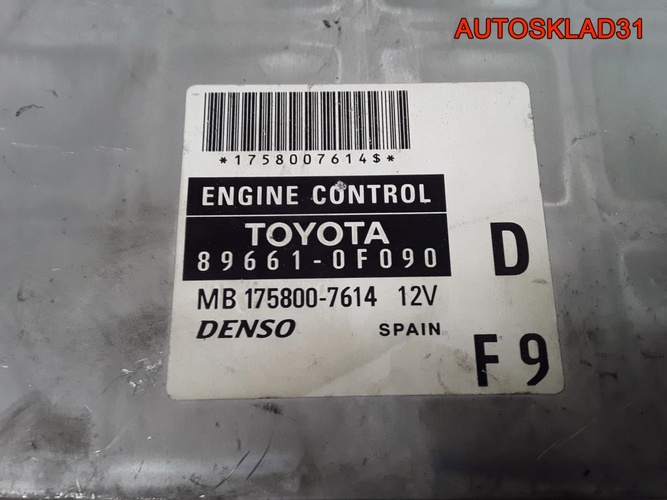 AUTOSKLAD31
*1758007614$*
ENGINE CONTROL
TOYOTA
89661-0F090
D
MB 175800-7614 12V
DENSO SPAIN
F9